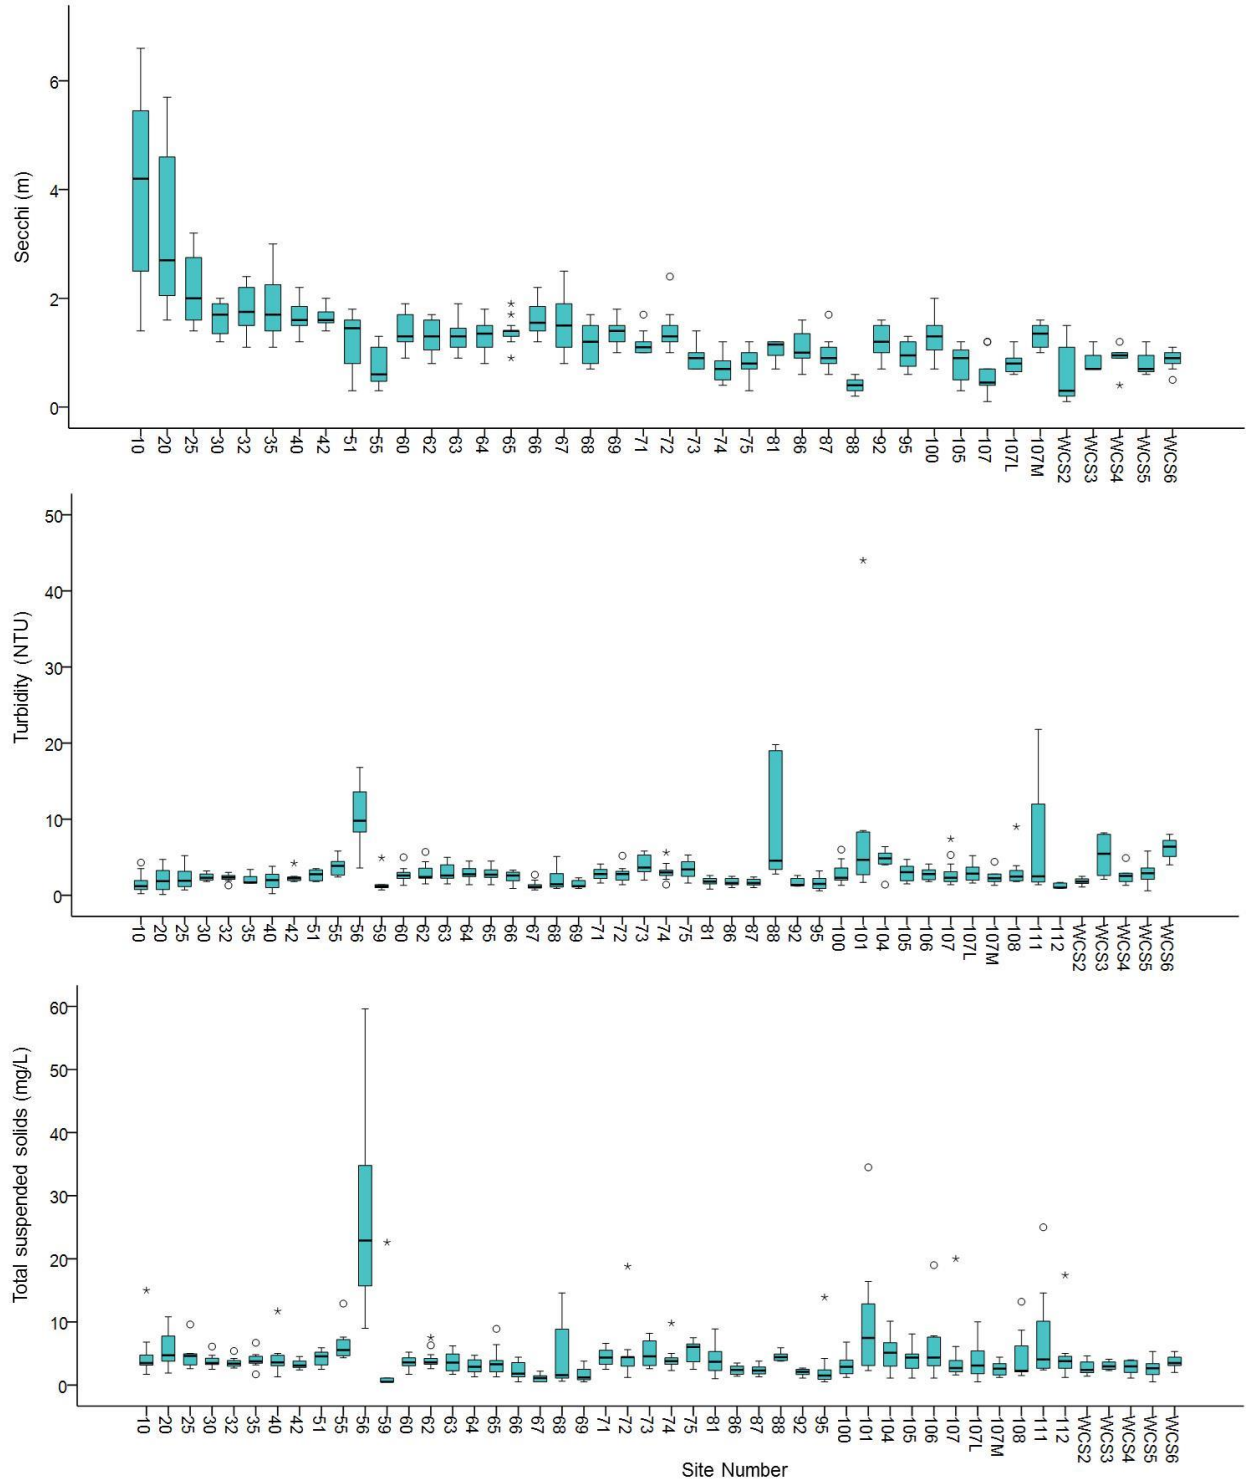 Secchi (m)
6
4
2
0
10 20 25 30 32 35 40 42 51 55 60 62 63 64 65 66 67 68 69 71 72 73 74 75 81 86 87 88 92 95 100 105 107 107L 107M WCS2 WCS3 WCS4 WCS5 WCS6
Turbidity (NTU)
50
40
30
20
10
0
10 20 25 30 32 35 40 42 51 55 56 59 60 62 63 64 65 66 67 68 69 71 72 73 74 75 81 86 87 88 92 95 100 101 104 105 106 107 107L 107M 108 111 112 WCS2 WCS3 WCS4 WCS5 WCS6
Total suspended solids (mg/L)
60
50
40
30
20
10
0
10 20 25 30 32 35 40 42 51 55 56 59 60 62 63 64 65 66 67 68 69 71 72 73 74 75 81 86 87 88 92 95 100 101 104 105 106 107 107L 107M 108 111 112 WCS2 WCS3 WCS4 WCS5 WCS6
Site Number